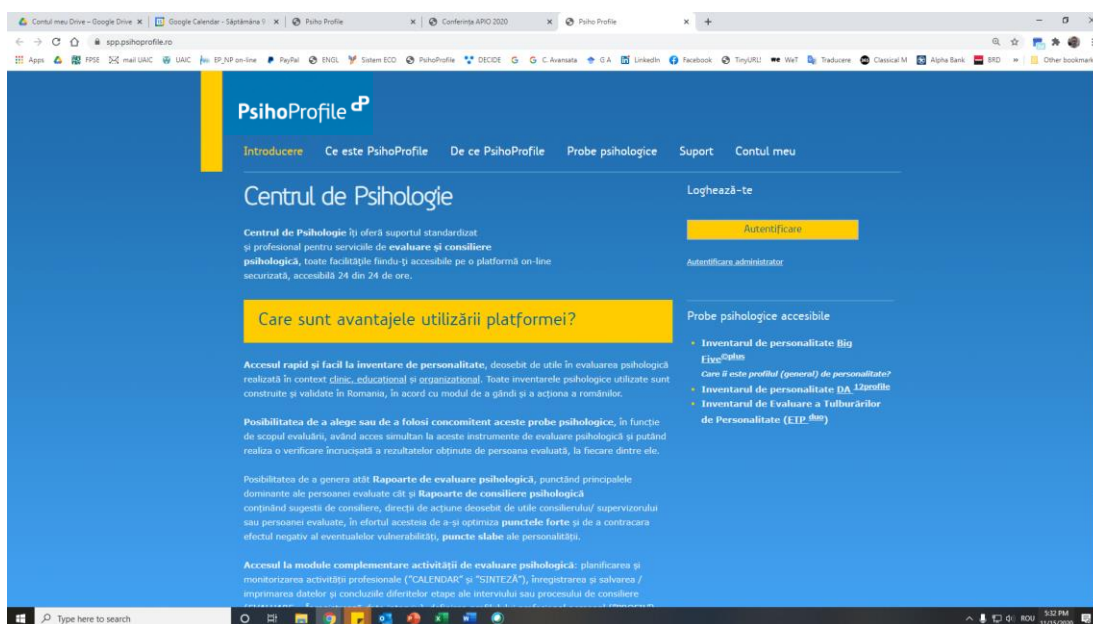 Contul meu Drive – Google Drive
Google Calendar - Săptămâna 9
Psiho Profile
Conferința APIO 2020
Psiho Profile
spp.psihoprofile.ro
Apps
FPSE
mail UAIC
UAIC
EP_NP on-line
PayPal
ENGL
Sistem ECO
PsihoProfile
DECIDE
G
C. Avansata
G A
LinkedIn
Facebook
TinyURL!
WeT
Traducere
Classical M
Alpha Bank
BRD
Other bookmark
PsihoProfile
Introducere Ce este PsihoProfile De ce PsihoProfile Probe psihologice Suport Contul meu
Centrul de Psihologie
Centrul de Psihologie îți oferă suportul standardizat
și profesional pentru serviciile de evaluare și consiliere
psihologică, toate facilitățile fiindu-ți accesibile pe o platformă on-line
securizată, accesibilă 24 din 24 de ore.
Care sunt avantajele utilizării platformei?
Accesul rapid și facil la inventare de personalitate, deosebit de utile în evaluarea psihologică
realizată în context clinic, educațional și organizațional. Toate inventarele psihologice utilizate sunt
construite și validate în Romania, în acord cu modul de a gândi și a acționa a românilor.
Posibilitatea de a alege sau de a folosi concomitent aceste probe psihologice, în funcție
de scopul evaluării, având acces simultan la aceste instrumente de evaluare psihologică și putând
realiza o verificare încrucișată a rezultatelor obținute de persoana evaluată, la fiecare dintre ele.
Posibilitatea de a genera atât Rapoarte de evaluare psihologică, punctând principalele
dominante ale persoanei evaluate cât și Rapoarte de consiliere psihologică
conținând sugestii de consiliere, direcții de acțiune deosebit de utile consilierului/ supervizorului
sau persoanei evaluate, în efortul acesteia de a-și optimiza punctele forte și de a contracara
efectul negativ al eventualelor vulnerabilități, puncte slabe ale personalității.
Accesul la module complementare activității de evaluare psihologică: planificarea și
monitorizarea activității profesionale ("CALENDAR" și "SINTEZĂ"), înregistrarea și salvarea /
imprimarea datelor și concluziile diferitelor etape ale interviului sau procesului de consiliere
Loghează-te
Autentificare
Autentificare administrator
Probe psihologice accesibile
Inventarul de personalitate Big
Five©plus
Care îi este profilul (general) de personalitate?
Inventarul de personalitate DA 12profile
Inventarul de Evaluare a Tulburărilor
de Personalitate (ETP duo)
Type here to search
ROU
5:32 PM
11/15/2020